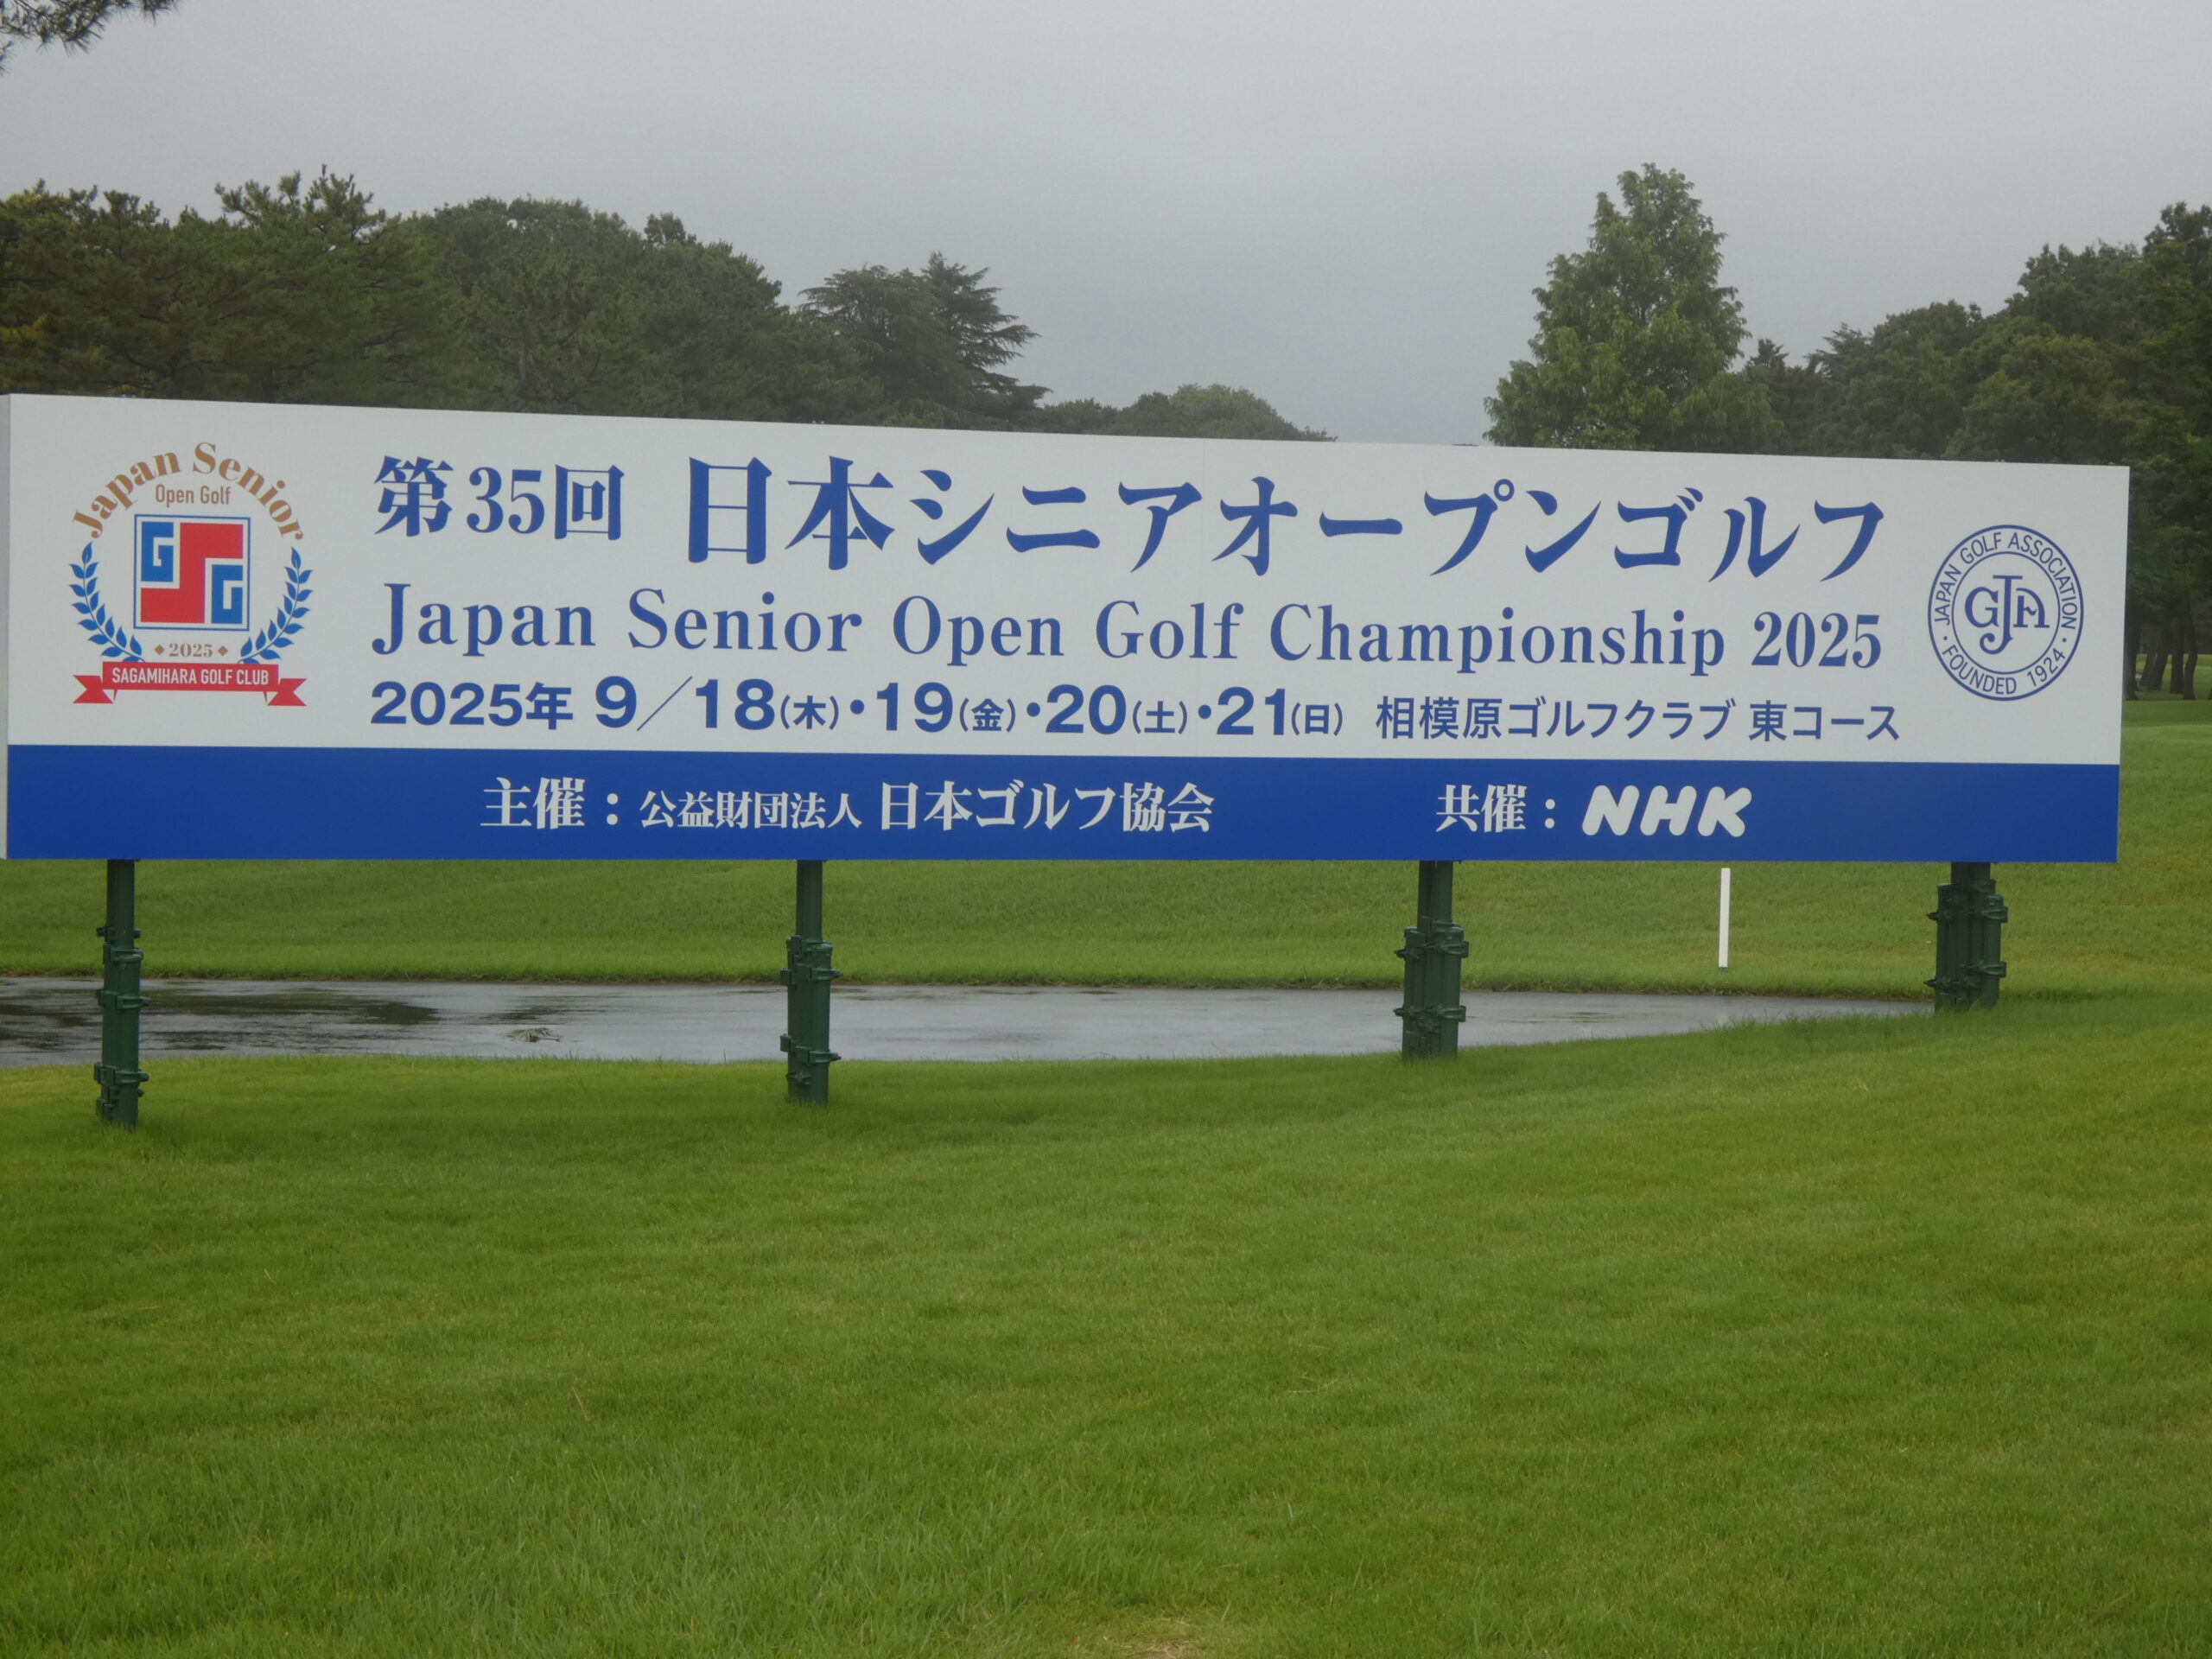 Japan Senior
Open Golf
G S G
2025
SAGAMIHARA GOLF CLUB
第35回 日本シニアオープンゴルフ
Japan Senior Open Golf Championship 2025
2025年 9/18(木)・19(金)・20(土)・21(日) 相模原ゴルフクラブ 東コース
JAPAN GOLF ASSOCIATION
JGA
FOUNDED 1924
主催：公益財団法人 日本ゴルフ協会 共催：NHK